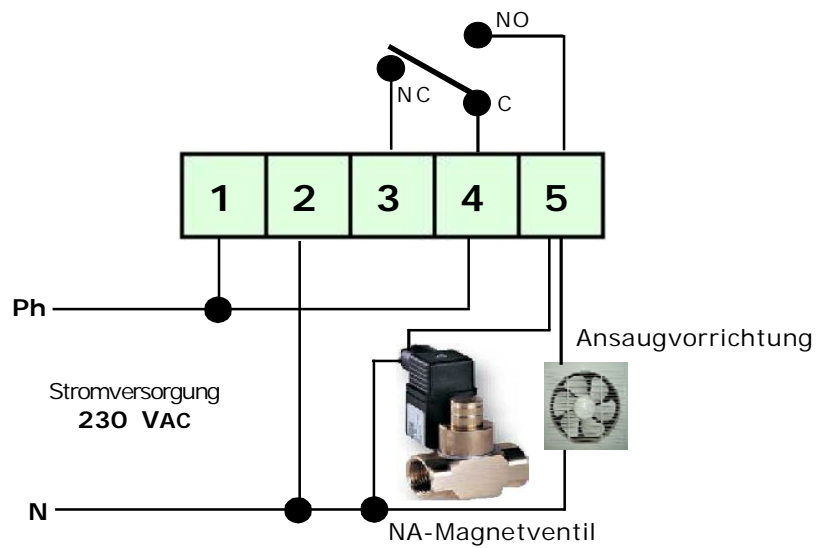 NO
NC
C
1 2 3 4 5
Ph
Ansaugvorrichtung
Stromversorgung
230 VAC
N
NA-Magnetventil